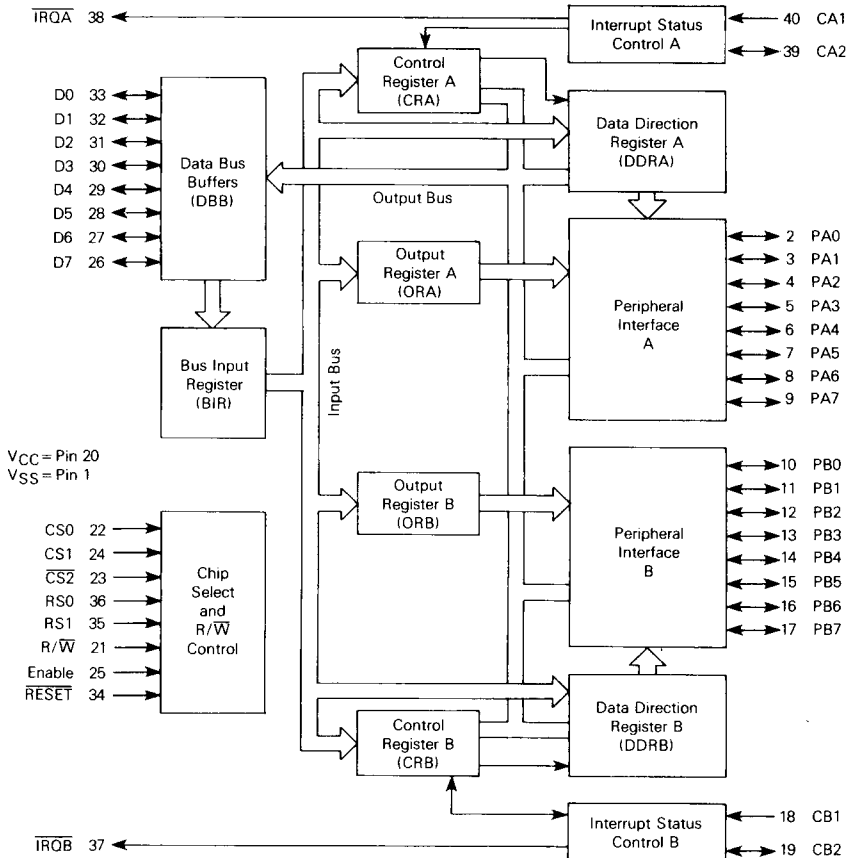 IRQA 38
Interrupt Status
Control A
40 CA1
39 CA2
Control
Register A
(CRA)
D0 33
D1 32
D2 31
D3 30
D4 29
D5 28
D6 27
D7 26
Data Bus
Buffers
(DBB)
Data Direction
Register A
(DDRA)
Output Bus
Output
Register A
(ORA)
Peripheral
Interface
A
2 PA0
3 PA1
4 PA2
5 PA3
6 PA4
7 PA5
8 PA6
9 PA7
Bus Input
Register
(BIR)
Input Bus
VCC = Pin 20
VSS = Pin 1
Output
Register B
(ORB)
Peripheral
Interface
B
10 PB0
11 PB1
12 PB2
13 PB3
14 PB4
15 PB5
16 PB6
17 PB7
CS0 22
CS1 24
CS2 23
RS0 36
RS1 35
R/W 21
Enable 25
RESET 34
Chip
Select
and
R/W
Control
Control
Register B
(CRB)
Data Direction
Register B
(DDRB)
Interrupt Status
Control B
18 CB1
19 CB2
IRQB 37